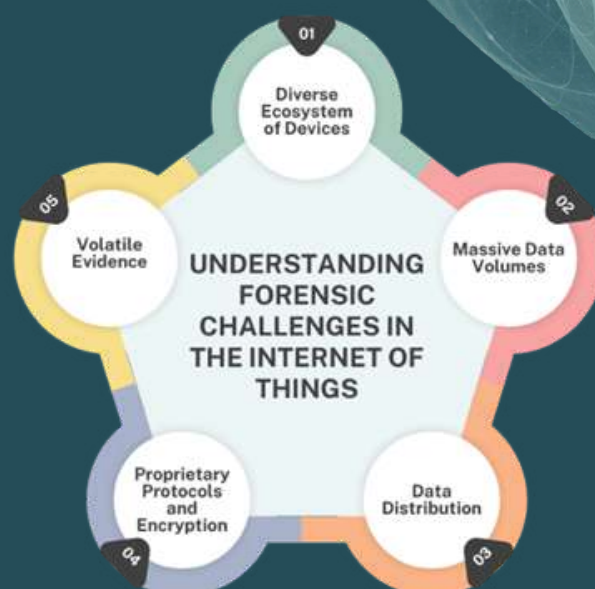 01
Diverse
Ecosystem
of Devices
02
Massive Data
Volumes
03
Data
Distribution
04
Proprietary
Protocols
and
Encryption
05
Volatile
Evidence
UNDERSTANDING
FORENSIC
CHALLENGES IN
THE INTERNET OF
THINGS